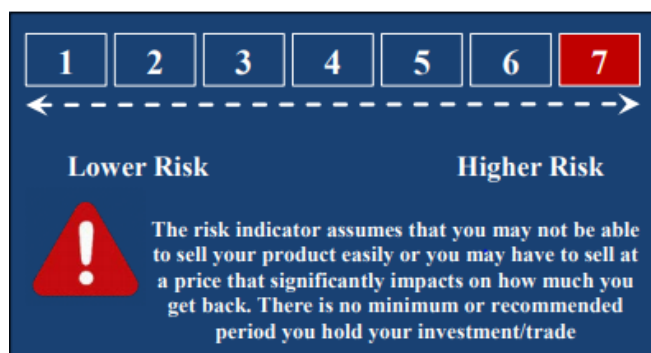 1 2 3 4 5 6 7
Lower Risk Higher Risk
The risk indicator assumes that you may not be able
to sell your product easily or you may have to sell at
a price that significantly impacts on how much you
get back. There is no minimum or recommended
period you hold your investment/trade